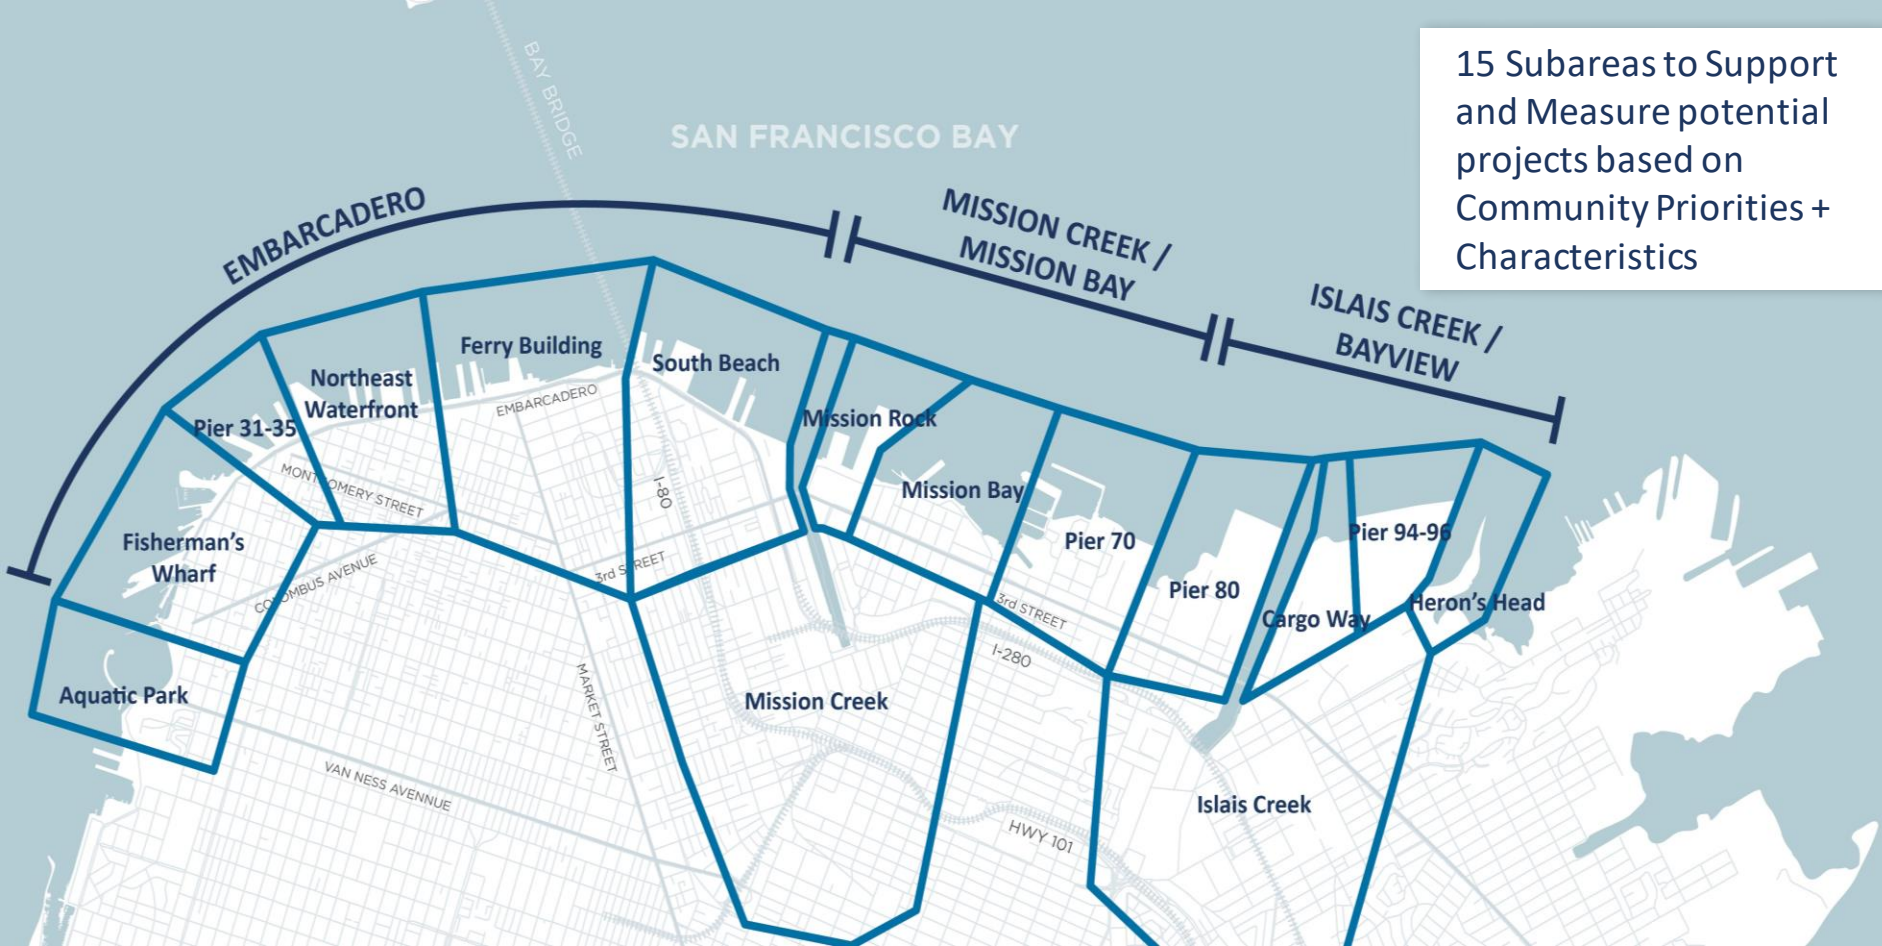 15 Subareas to Support
and Measure potential
projects based on
Community Priorities +
Characteristics
BAY BRIDGE
SAN FRANCISCO BAY
EMBARCADERO
MISSION CREEK /
MISSION BAY
ISLAIS CREEK /
BAYVIEW
Ferry Building
South Beach
Northeast
Waterfront
EMBARCADERO
Pier 31-35
Mission Rock
MONTGOMERY STREET
I-80
Mission Bay
Pier 94-96
Fisherman's
Wharf
Pier 70
COLOMBUS AVENUE
3rd STREET
Pier 80
3rd STREET
Cargo Way
Heron's Head
I-280
Aquatic Park
Mission Creek
MARKET STREET
VAN NESS AVENNUE
Islais Creek
HWY 101